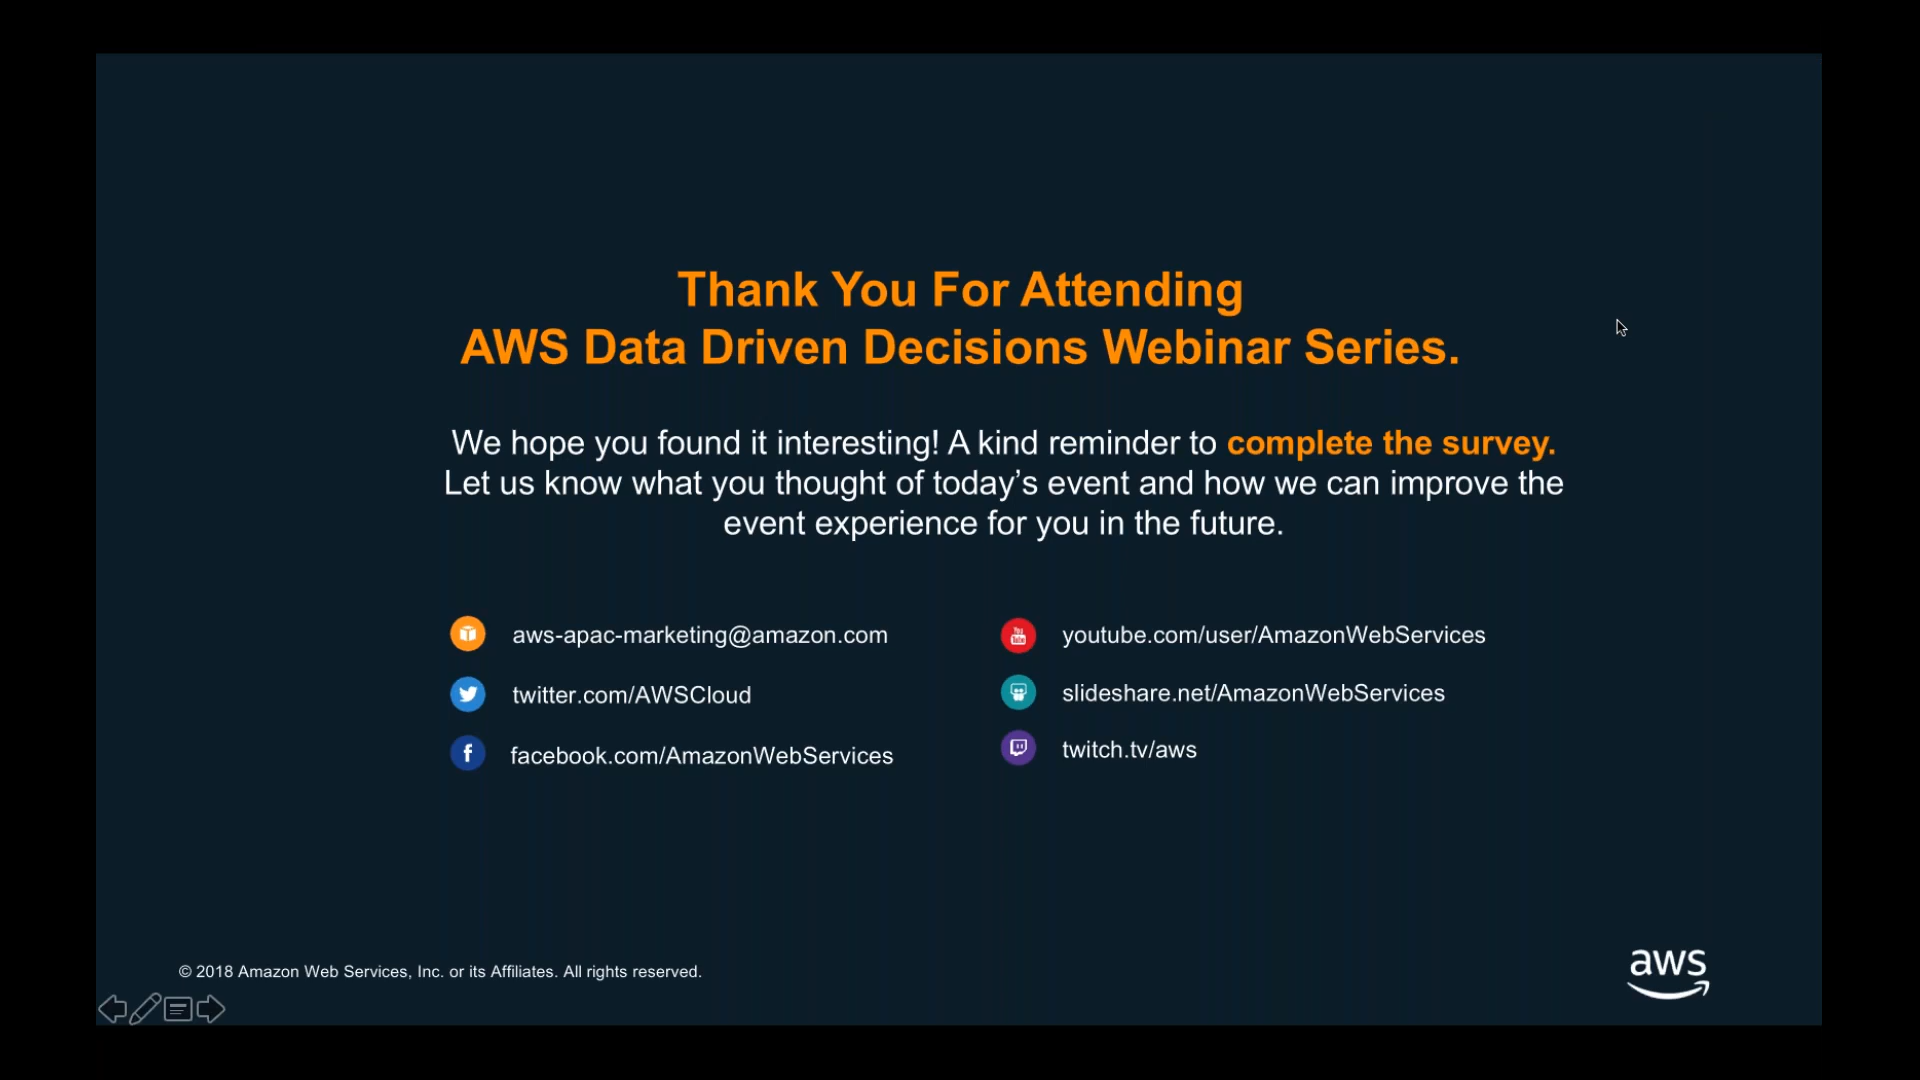 Thank You For Attending
AWS Data Driven Decisions Webinar Series.
We hope you found it interesting! A kind reminder to complete the survey.
Let us know what you thought of today’s event and how we can improve the
event experience for you in the future.
aws-apac-marketing@amazon.com
twitter.com/AWSCloud
facebook.com/AmazonWebServices
youtube.com/user/AmazonWebServices
slideshare.net/AmazonWebServices
twitch.tv/aws
© 2018 Amazon Web Services, Inc. or its Affiliates. All rights reserved.
aws